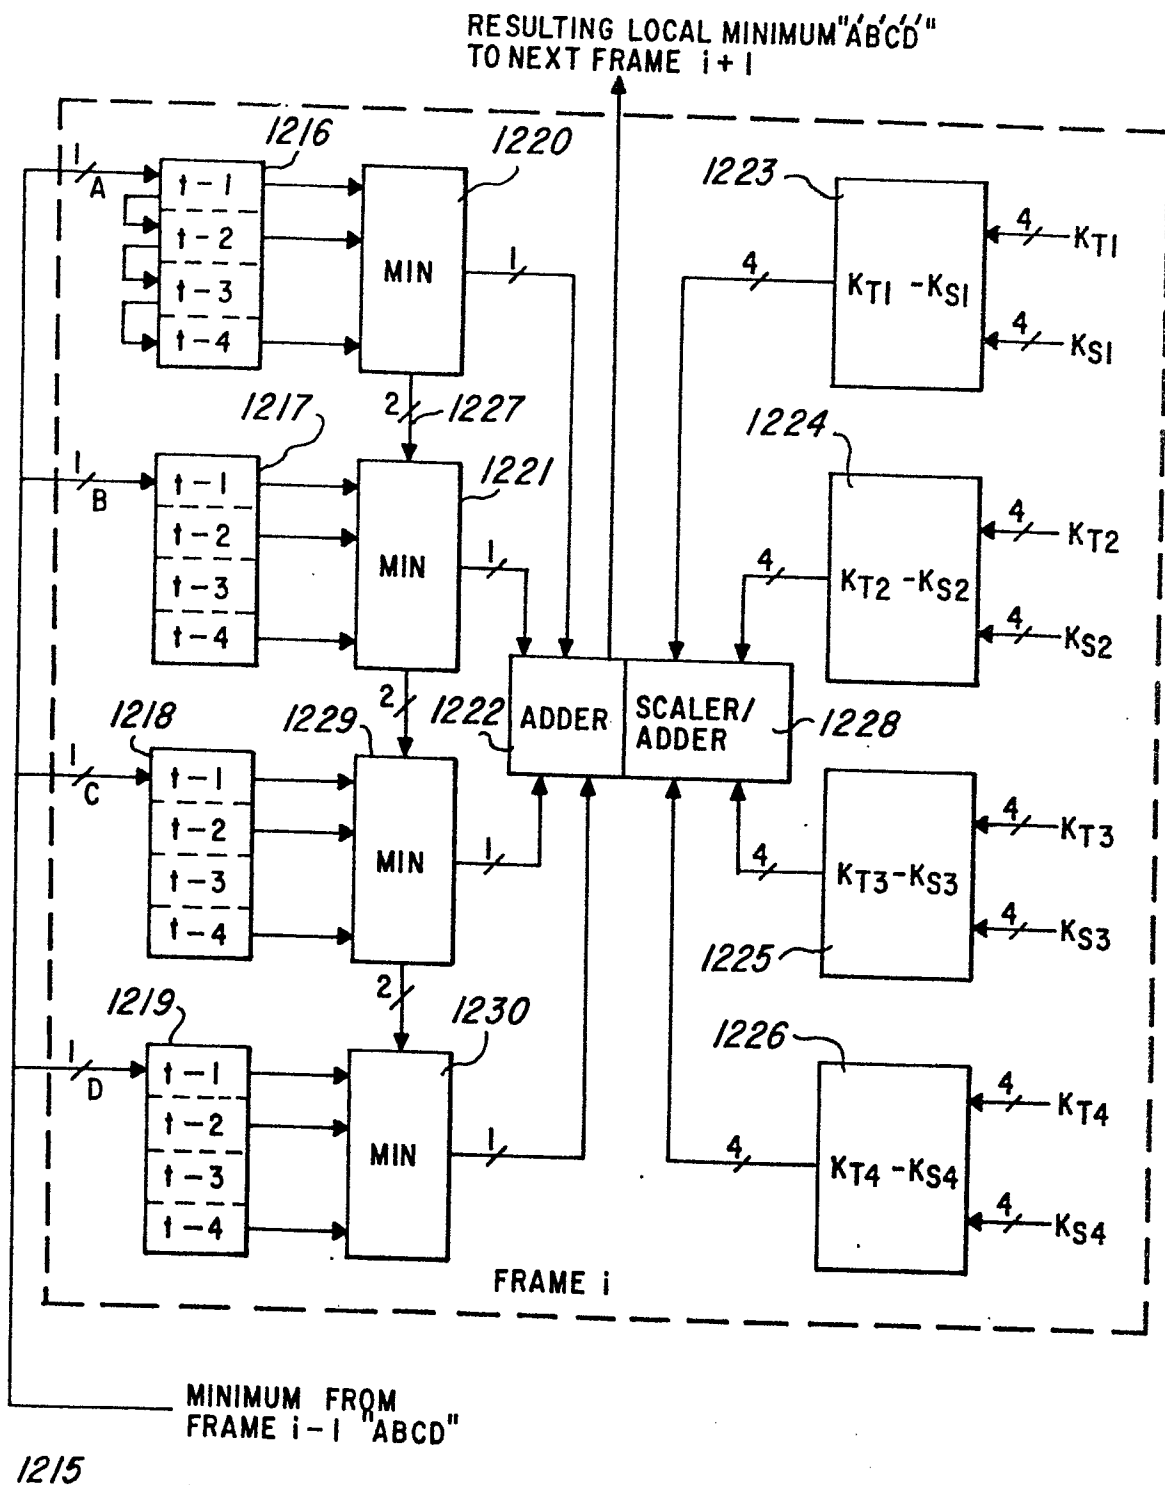 RESULTING LOCAL MINIMUM "A'B'C'D'"
TO NEXT FRAME i+1
1216
1220
1223
1
A
t-1
t-2
t-3
t-4
MIN
1
4
KT1 -KS1
4
KT1
4
KS1
2
1227
1217
1221
1224
1
B
t-1
t-2
t-3
t-4
MIN
1
4
KT2 -KS2
4
KT2
4
KS2
2
1222
ADDER
SCALER/
ADDER
1228
1218
1229
1
C
t-1
t-2
t-3
t-4
MIN
1
4
KT3-KS3
4
KT3
4
KS3
1225
2
1219
1230
1226
1
D
t-1
t-2
t-3
t-4
MIN
1
4
KT4 -KS4
4
KT4
4
KS4
FRAME i
MINIMUM FROM
FRAME i-1 "ABCD"
1215